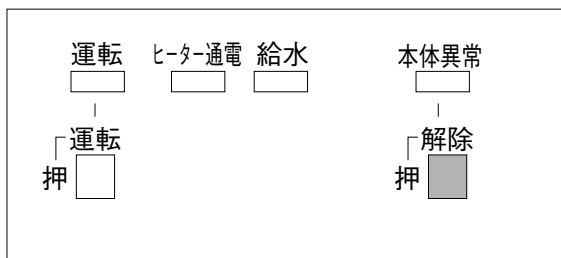 運転 ヒーター通電 給水 本体異常
運転 解除
押 押